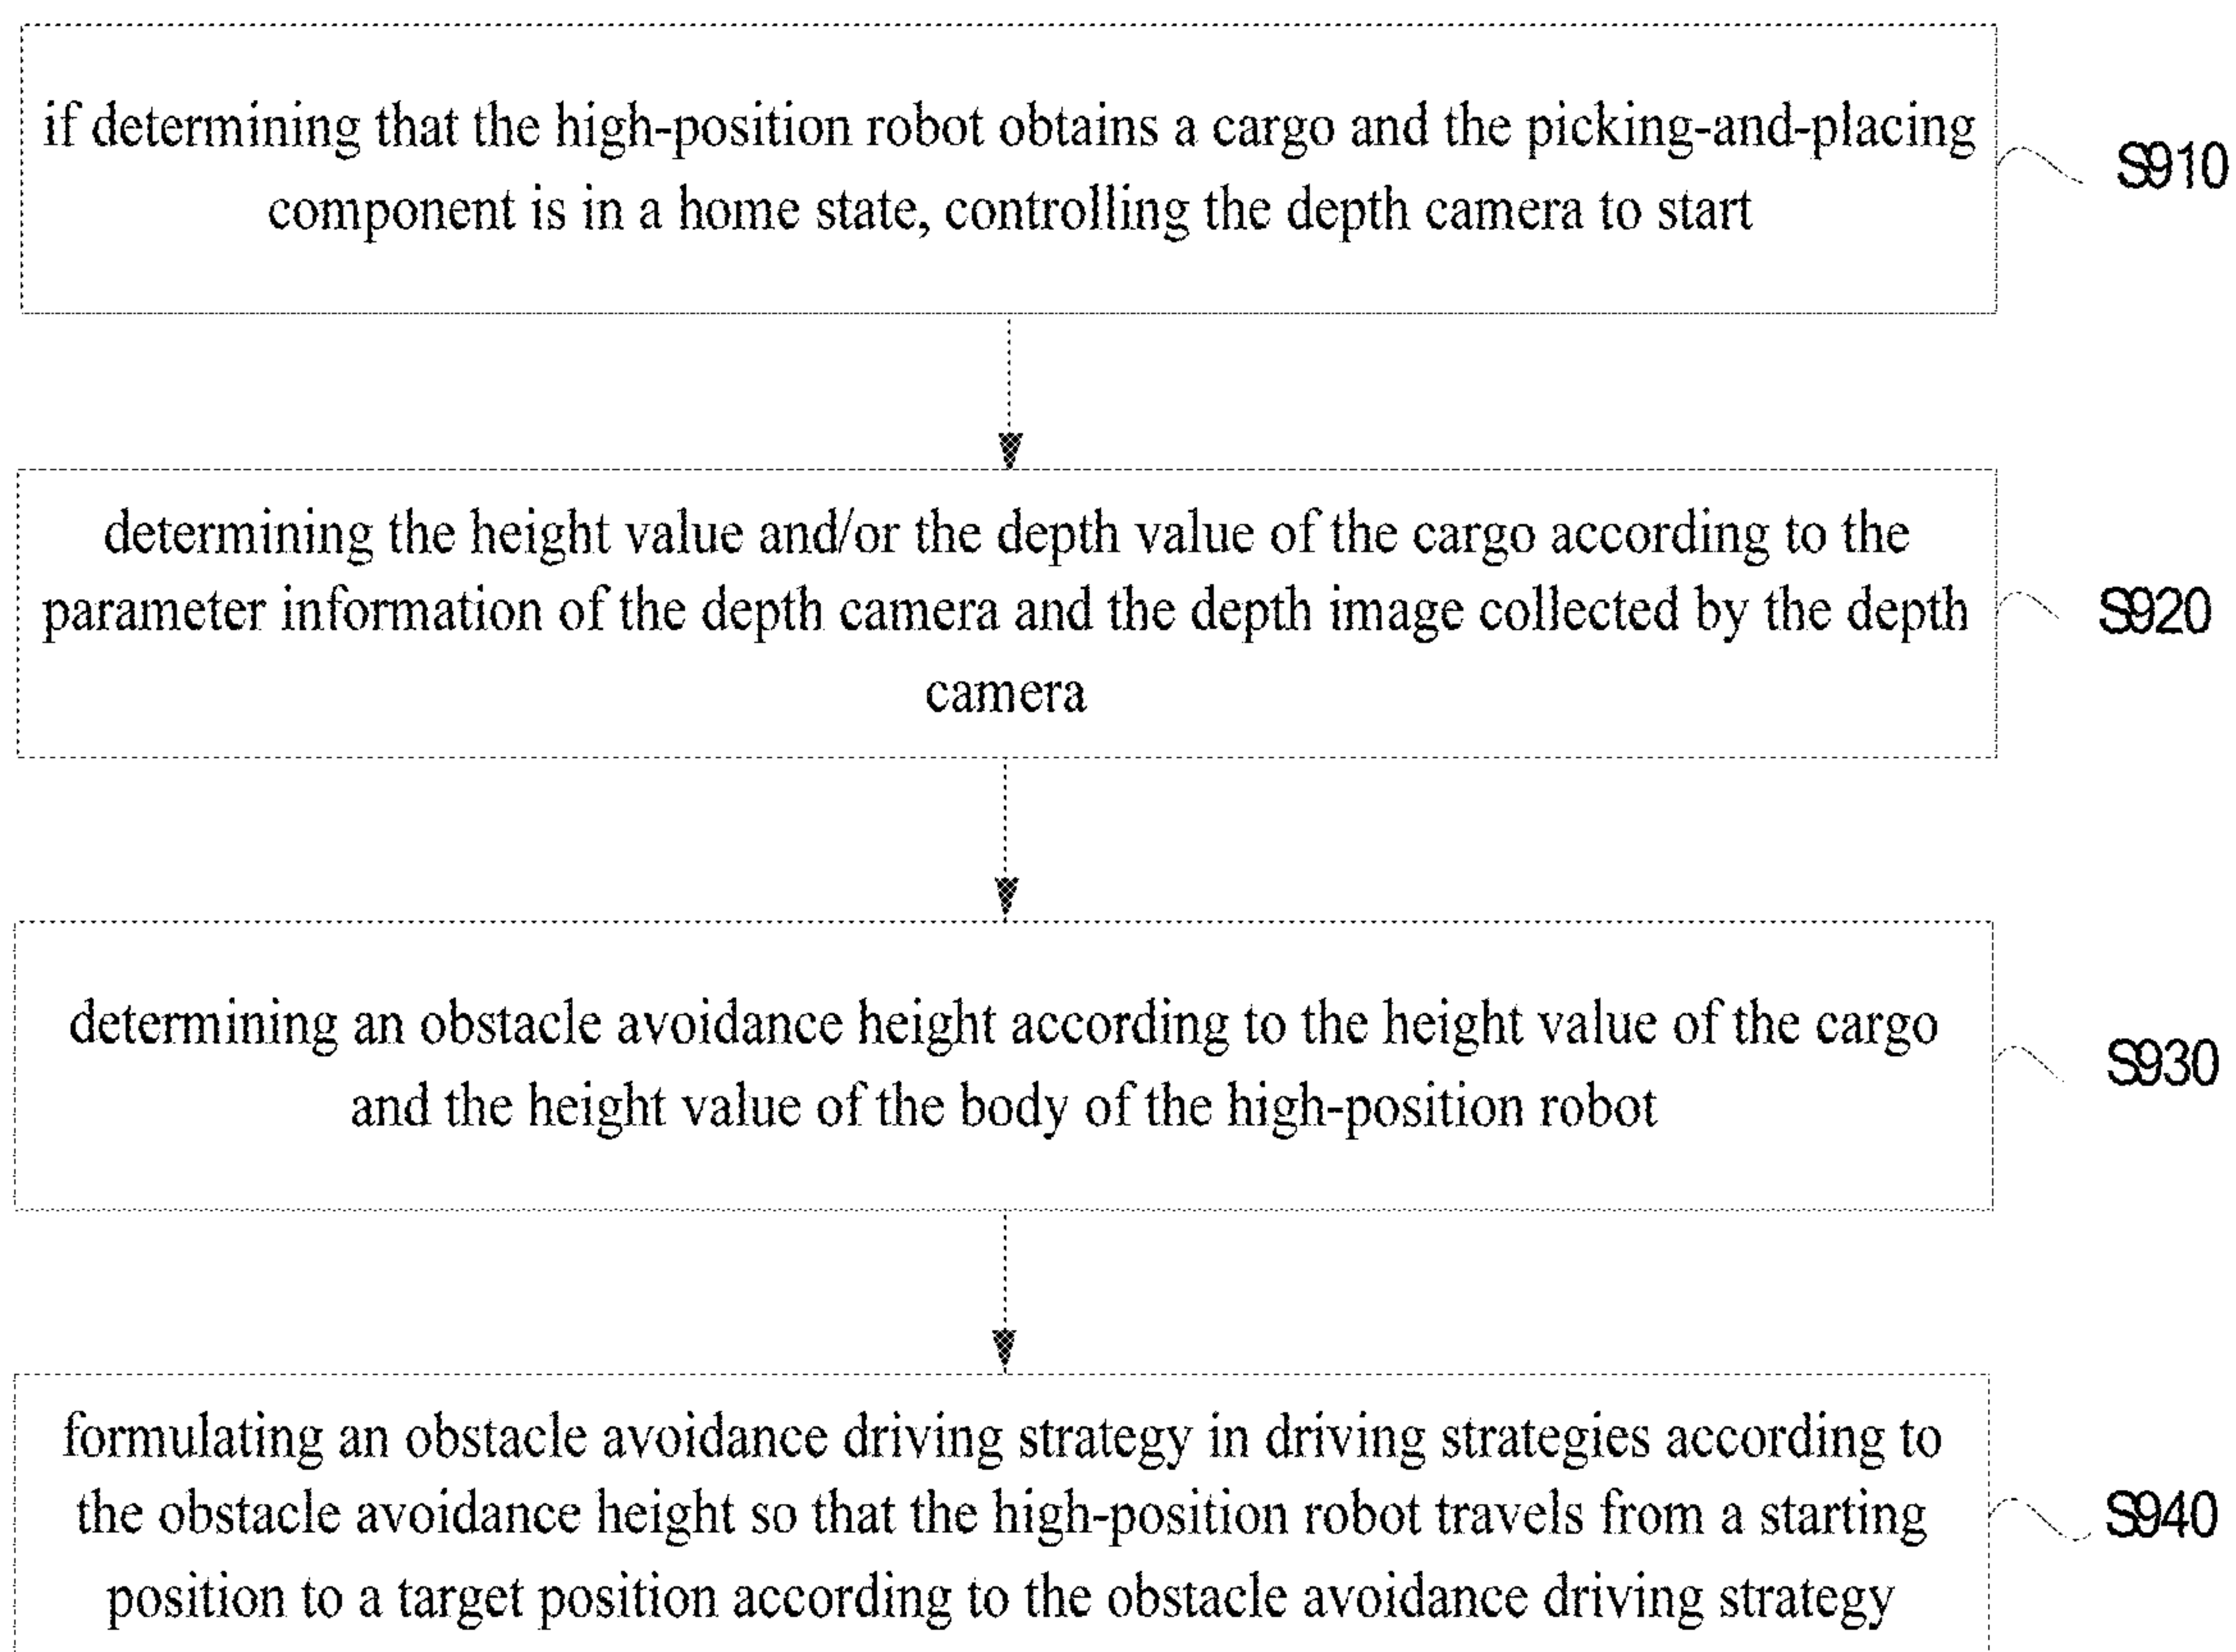 if determining that the high-position robot obtains a cargo and the picking-and-placing
component is in a home state, controlling the depth camera to start
S910
determining the height value and/or the depth value of the cargo according to the
parameter information of the depth camera and the depth image collected by the depth
camera
S920
determining an obstacle avoidance height according to the height value of the cargo
and the height value of the body of the high-position robot
S930
formulating an obstacle avoidance driving strategy in driving strategies according to
the obstacle avoidance height so that the high-position robot travels from a starting
position to a target position according to the obstacle avoidance driving strategy
S940